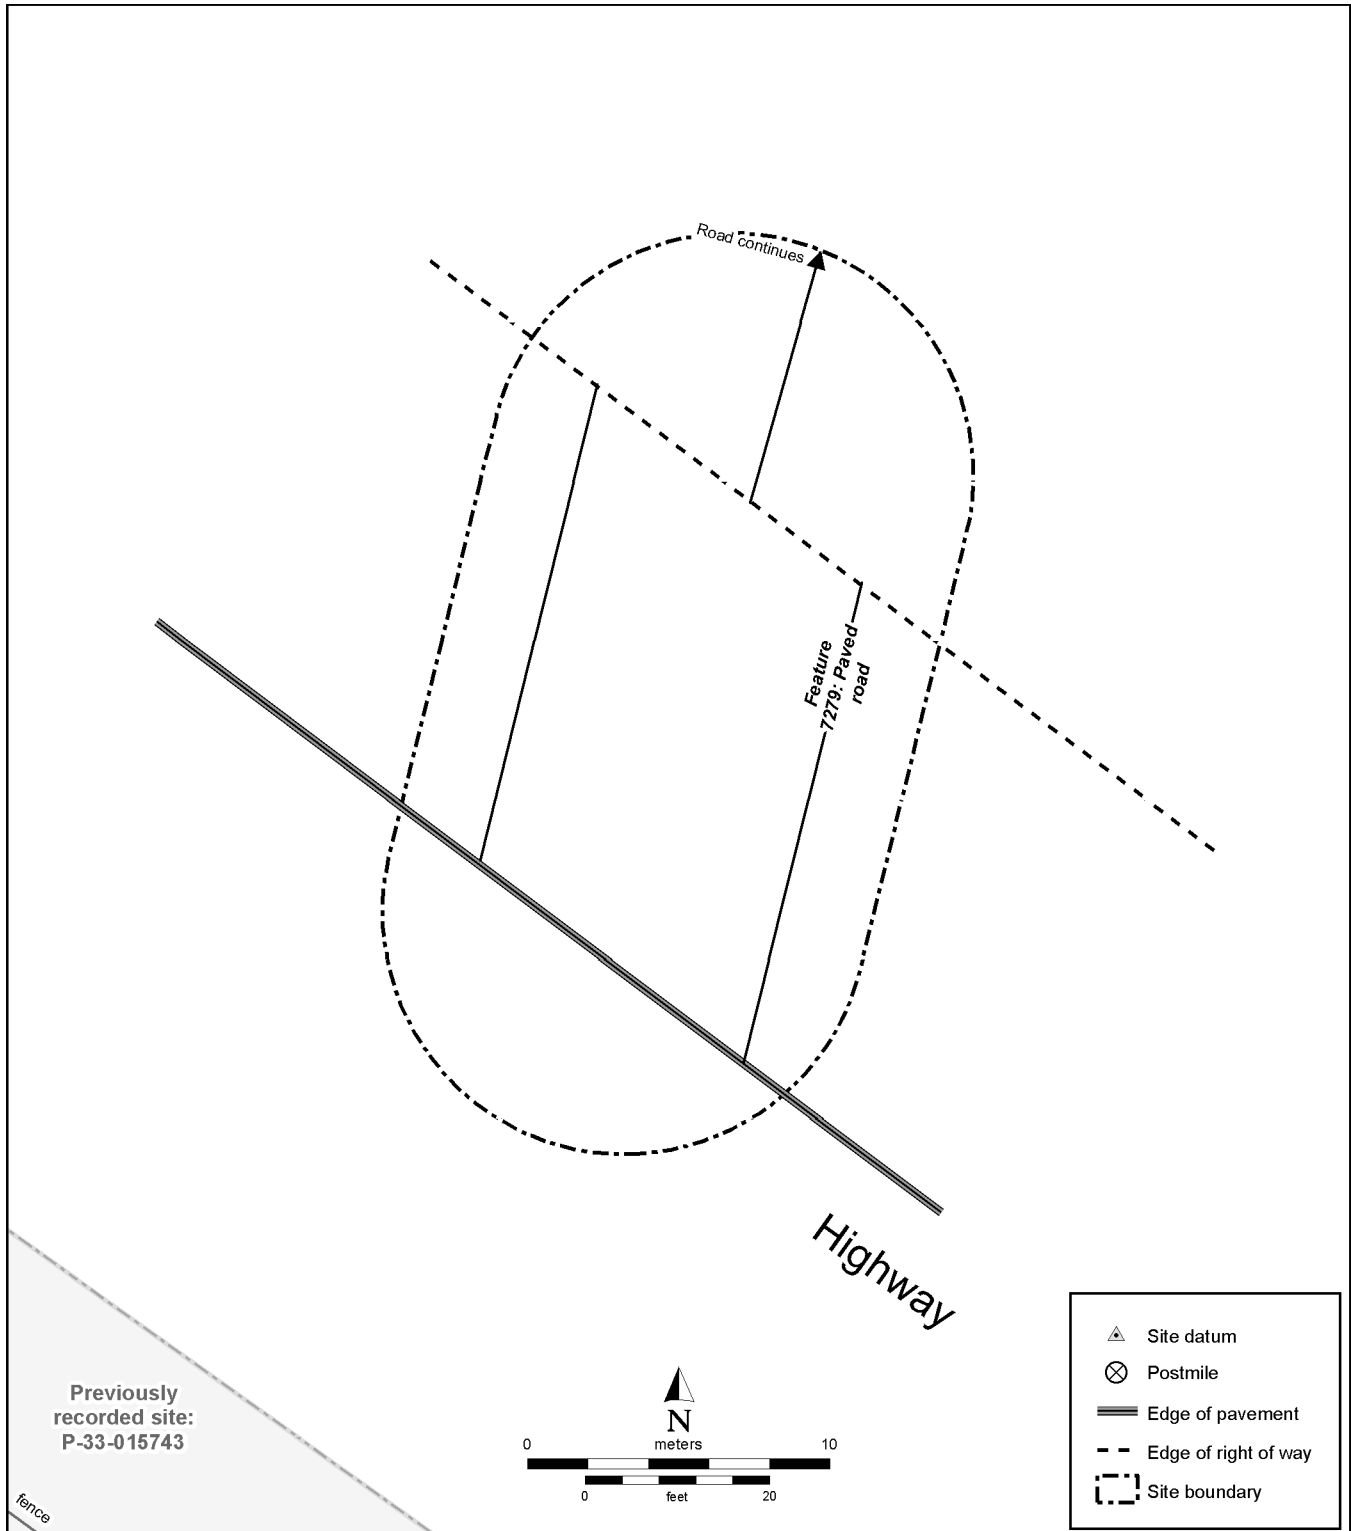 Road continues
Feature
7279: Paved
road
Highway
Previously
recorded site:
P-33-015743
fence
N
0 meters 10
0 feet 20
Site datum
Postmile
Edge of pavement
Edge of right of way
Site boundary